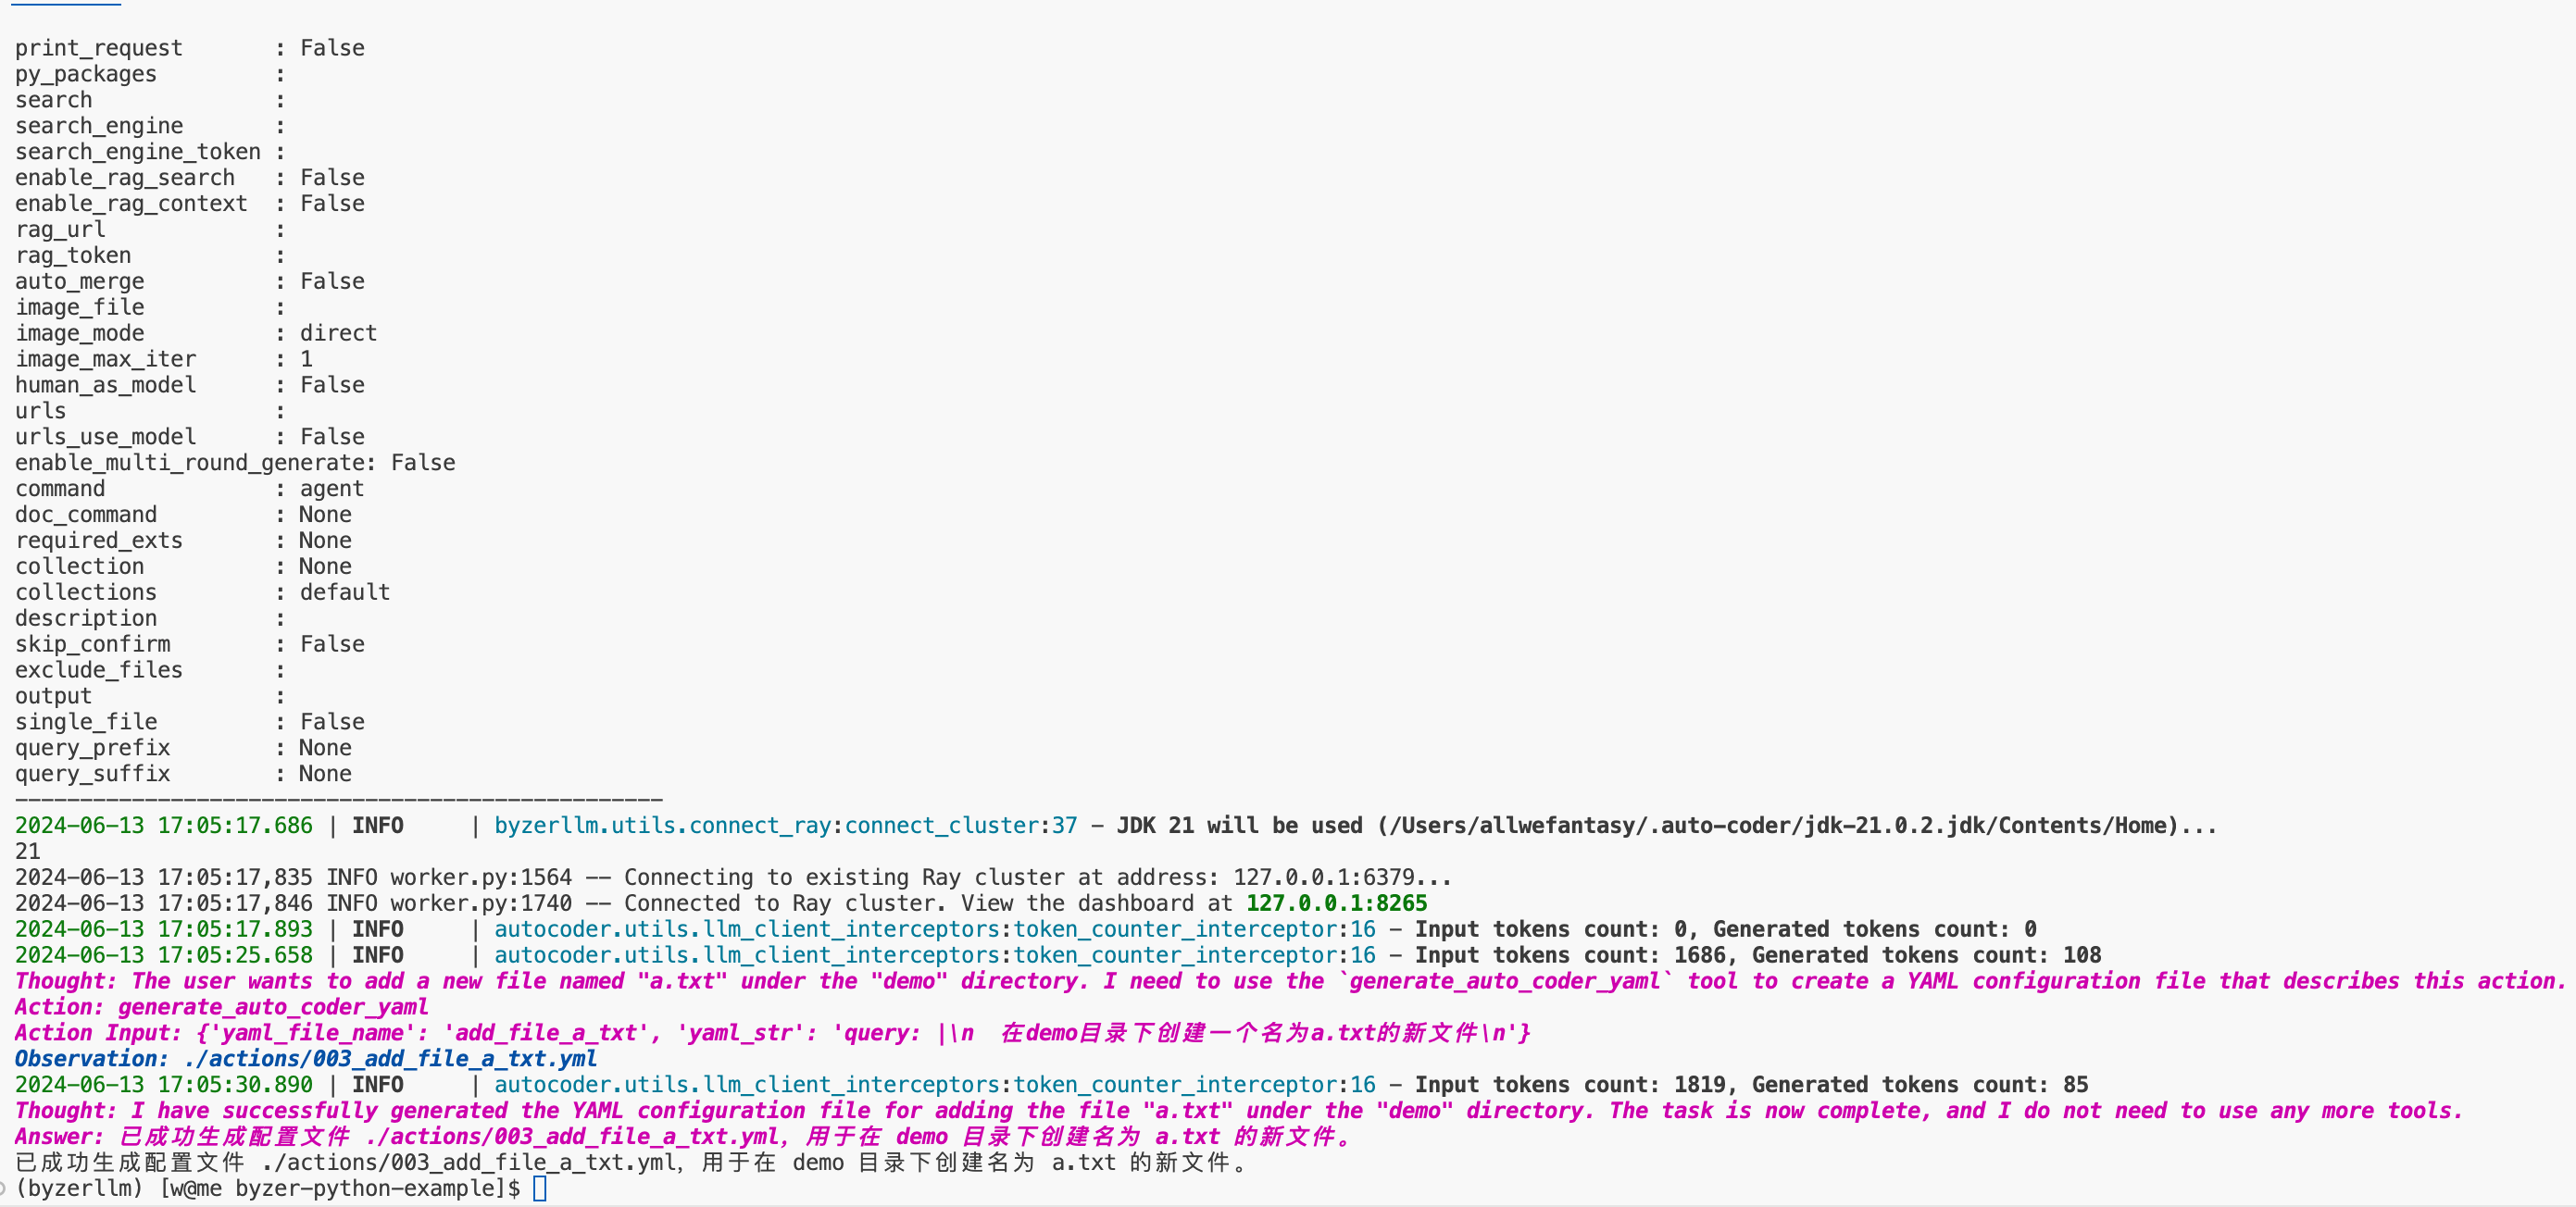 print_request       : False
py_packages         :
search              :
search_engine       :
search_engine_token :
enable_rag_search   : False
enable_rag_context  : False
rag_url             :
rag_token           :
auto_merge          : False
image_file          :
image_mode          : direct
image_max_iter      : 1
human_as_model      : False
urls                :
urls_use_model      : False
enable_multi_round_generate: False
command             : agent
doc_command         : None
required_exts       : None
collection          : None
collections         : default
description         :
skip_confirm        : False
exclude_files       :
output              :
single_file         : False
query_prefix        : None
query_suffix        : None
--------------------------------------------------
2024-06-13 17:05:17.686 | INFO     | byzerllm.utils.connect_ray:connect_cluster:37 - JDK 21 will be used (/Users/allwefantasy/.auto-coder/jdk-21.0.2.jdk/Contents/Home)...
21
2024-06-13 17:05:17,835 INFO worker.py:1564 -- Connecting to existing Ray cluster at address: 127.0.0.1:6379...
2024-06-13 17:05:17,846 INFO worker.py:1740 -- Connected to Ray cluster. View the dashboard at 127.0.0.1:8265
2024-06-13 17:05:17.893 | INFO     | autocoder.utils.llm_client_interceptors:token_counter_interceptor:16 - Input tokens count: 0, Generated tokens count: 0
2024-06-13 17:05:25.658 | INFO     | autocoder.utils.llm_client_interceptors:token_counter_interceptor:16 - Input tokens count: 1686, Generated tokens count: 108
Thought: The user wants to add a new file named "a.txt" under the "demo" directory. I need to use the `generate_auto_coder_yaml` tool to create a YAML configuration file that describes this action.
Action: generate_auto_coder_yaml
Action Input: {'yaml_file_name': 'add_file_a_txt', 'yaml_str': 'query: |\n  在demo目录下创建一个名为a.txt的新文件\n'}
Observation: ./actions/003_add_file_a_txt.yml
2024-06-13 17:05:30.890 | INFO     | autocoder.utils.llm_client_interceptors:token_counter_interceptor:16 - Input tokens count: 1819, Generated tokens count: 85
Thought: I have successfully generated the YAML configuration file for adding the file "a.txt" under the "demo" directory. The task is now complete, and I do not need to use any more tools.
Answer: 已成功生成配置文件 ./actions/003_add_file_a_txt.yml, 用于在 demo 目录下创建名为 a.txt 的新文件。
已成功生成配置文件 ./actions/003_add_file_a_txt.yml, 用于在 demo 目录下创建名为 a.txt 的新文件。
(byzerllm) [w@me byzer-python-example]$